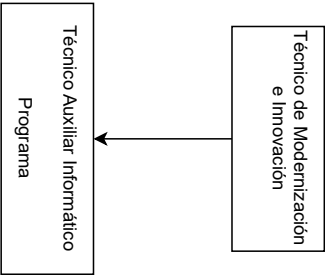 Técnico de Modernización
e Innovación
Técnico Auxiliar Informático
Programa